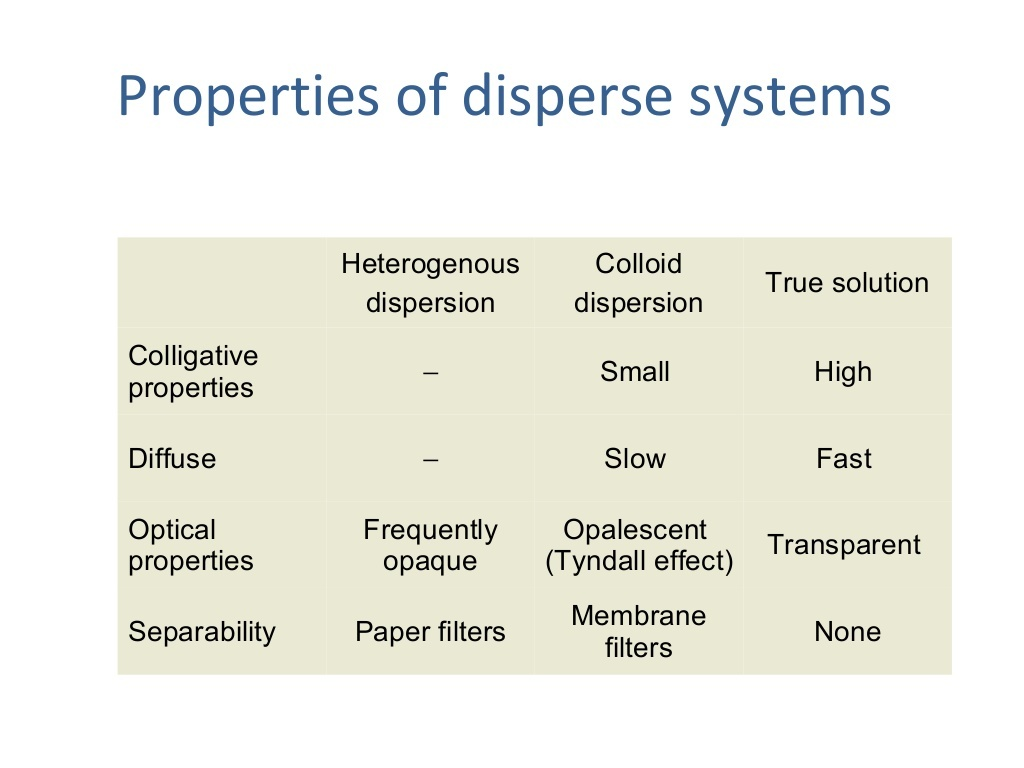 Properties of disperse systems
Heterogenous
dispersion
Colloid
dispersion
True solution
Colligative
properties
–
Small
High
Diffuse
–
Slow
Fast
Optical
properties
Frequently
opaque
Opalescent
(Tyndall effect)
Transparent
Separability
Paper filters
Membrane
filters
None